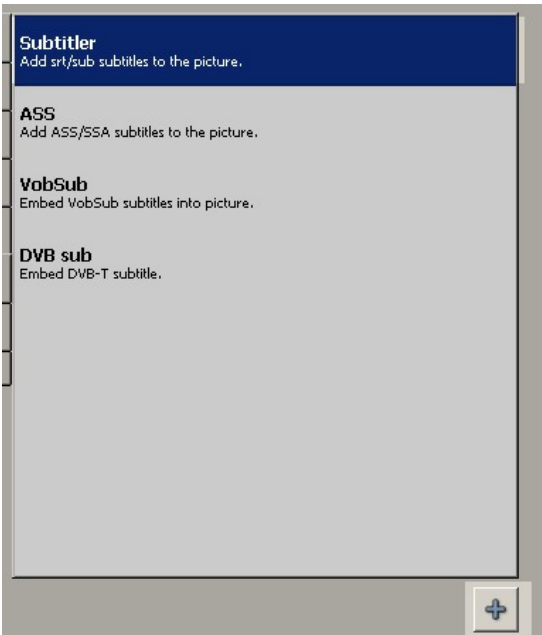 Subtitler
Add srt/sub subtitles to the picture.
ASS
Add ASS/SSA subtitles to the picture.
VobSub
Embed VobSub subtitles into picture.
DVB sub
Embed DVB-T subtitle.